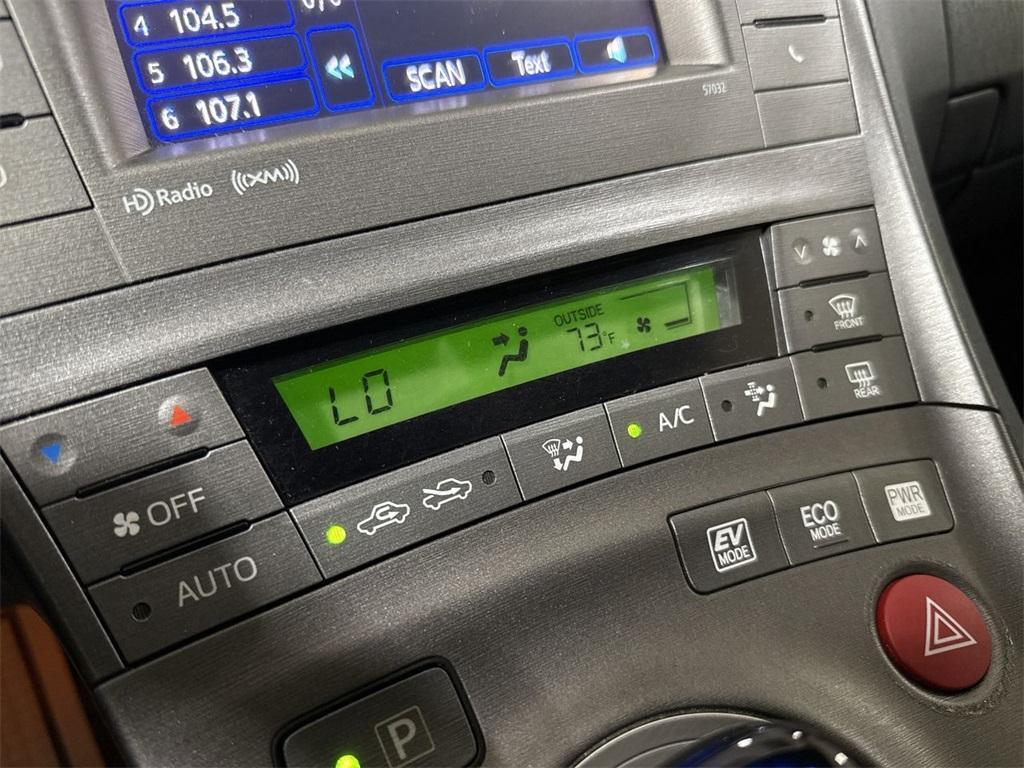 4 104.5
5 106.3
6 107.1
SCAN
Text
57032
HD Radio
((XM))
LO
OUTSIDE
73°F
FRONT
REAR
OFF
A/C
AUTO
EV
MODE
ECO
MODE
PWR
MODE
P